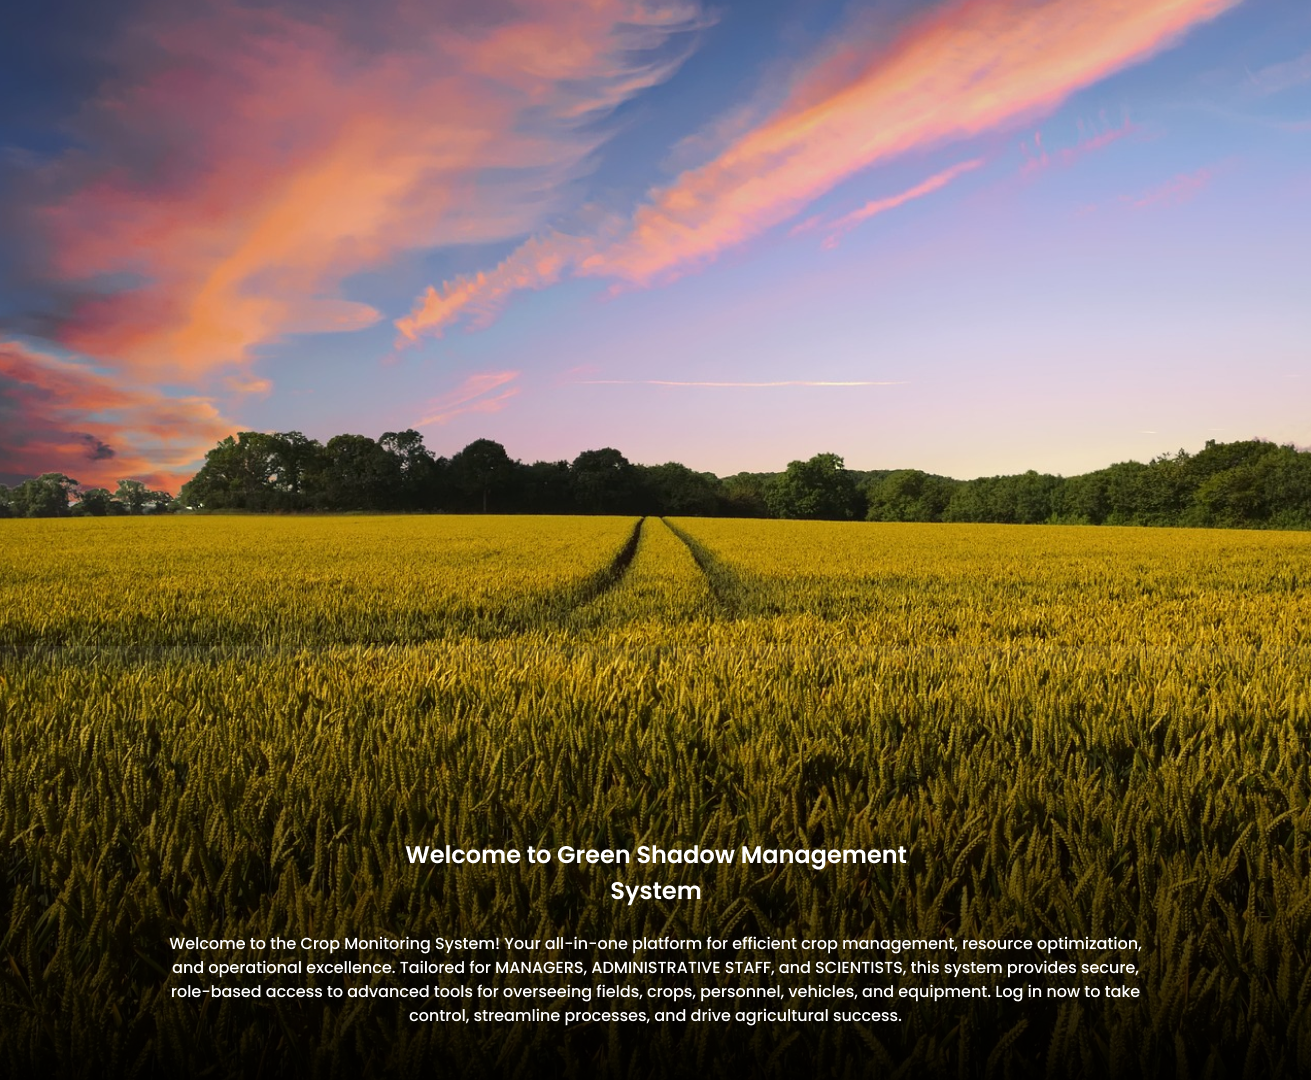 Welcome to Green Shadow Management
System
Welcome to the Crop Monitoring System! Your all-in-one platform for efficient crop management, resource optimization,
and operational excellence. Tailored for MANAGERS, ADMINISTRATIVE STAFF, and SCIENTISTS, this system provides secure,
role-based access to advanced tools for overseeing fields, crops, personnel, vehicles, and equipment. Log in now to take
control, streamline processes, and drive agricultural success.